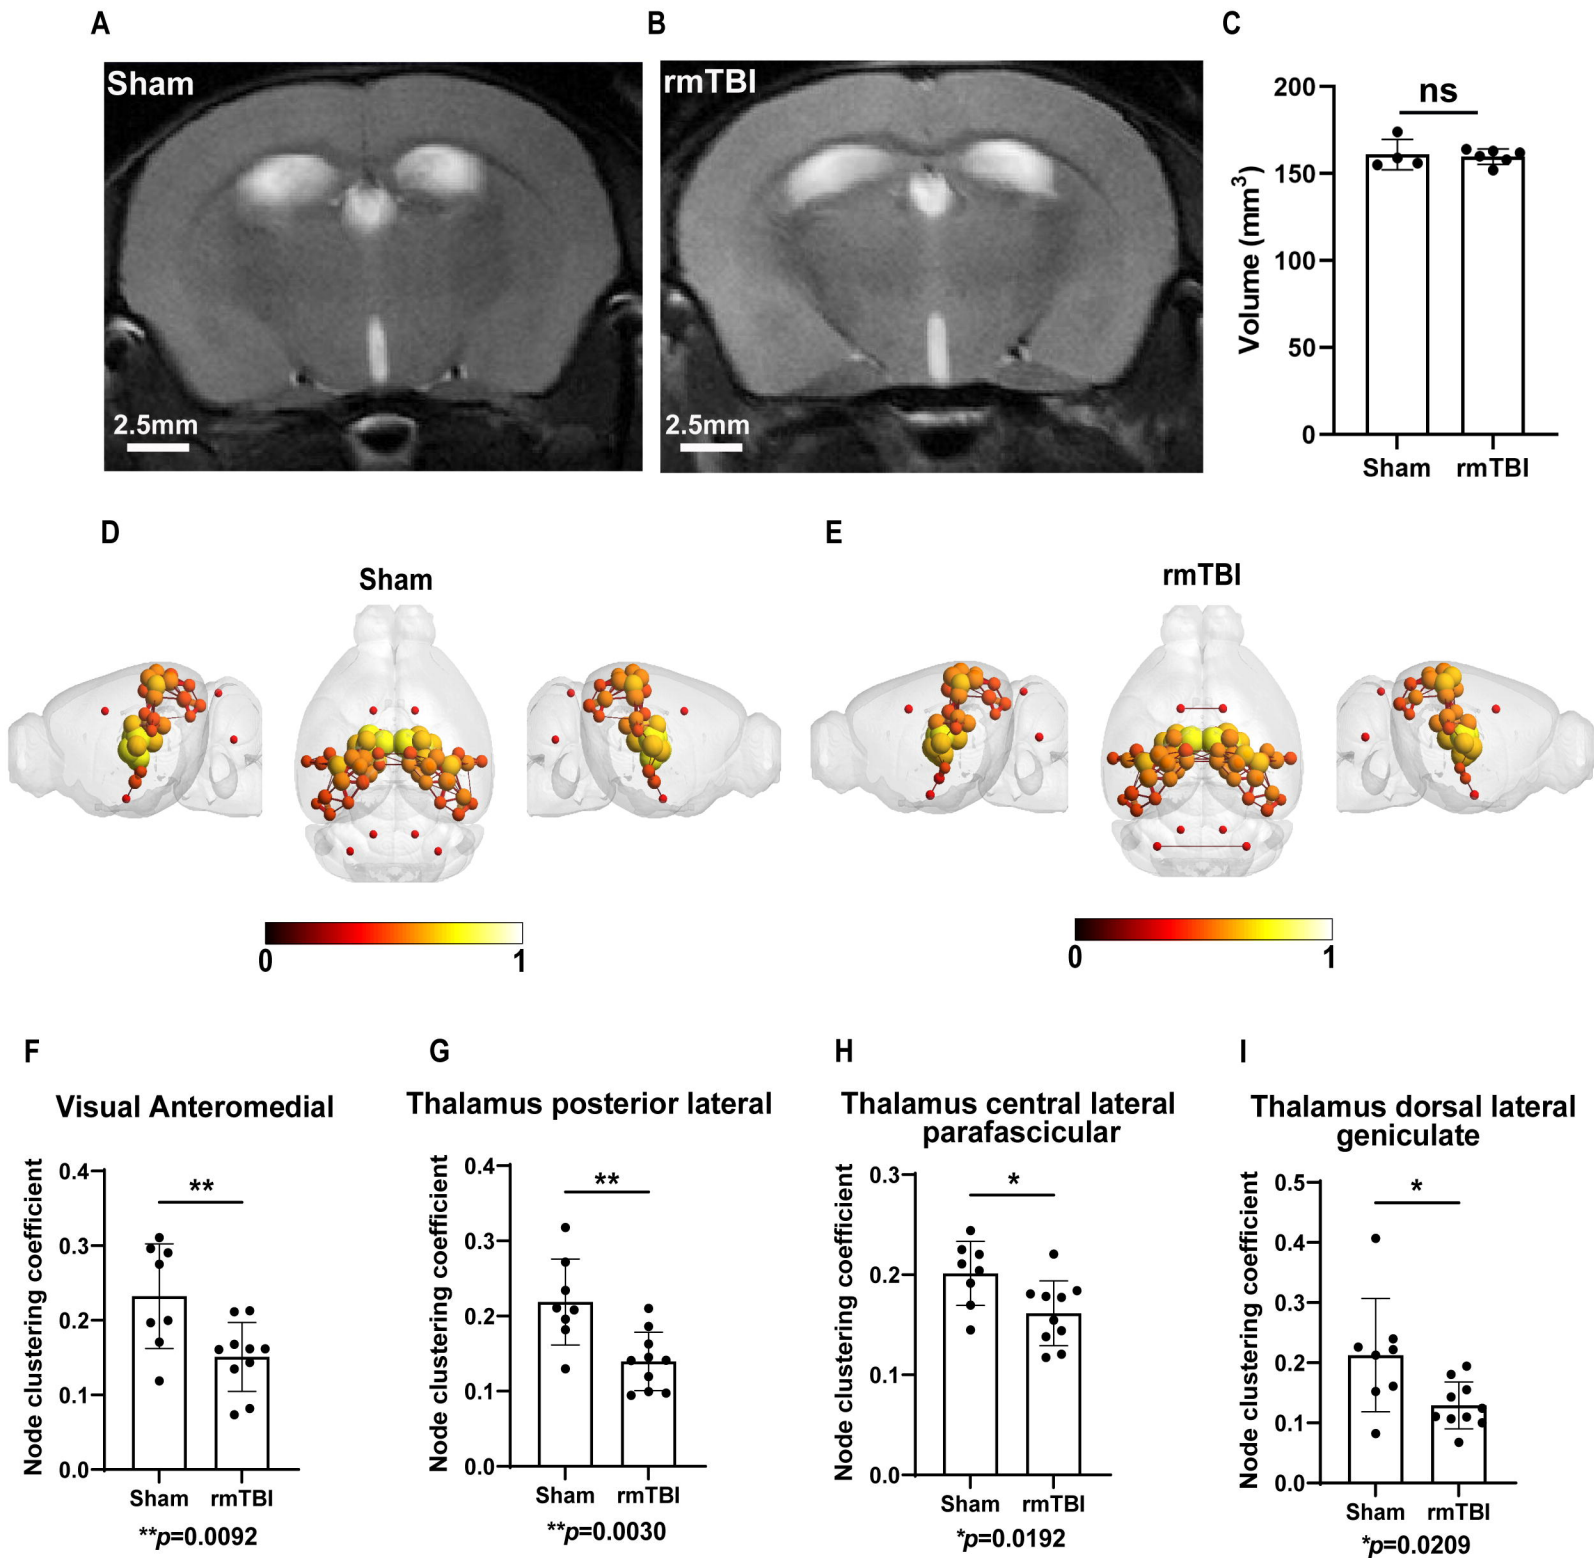 A
B
C
Sham
rmTBI
2.5mm
2.5mm
ns
200
150
100
50
0
Volume (mm³)
Sham rmTBI
D
E
Sham
rmTBI
0 1
0 1
F
G
H
I
Visual Anteromedial
Node clustering coefficient
0.4
0.3
0.2
0.1
0.0
**
Sham rmTBI
**p=0.0092
Thalamus posterior lateral
Node clustering coefficient
0.4
0.3
0.2
0.1
0.0
**
Sham rmTBI
**p=0.0030
Thalamus central lateral
parafascicular
Node clustering coefficient
0.3
0.2
0.1
0.0
*
Sham rmTBI
*p=0.0192
Thalamus dorsal lateral
geniculate
Node clustering coefficient
0.5
0.4
0.3
0.2
0.1
0.0
*
Sham rmTBI
*p=0.0209